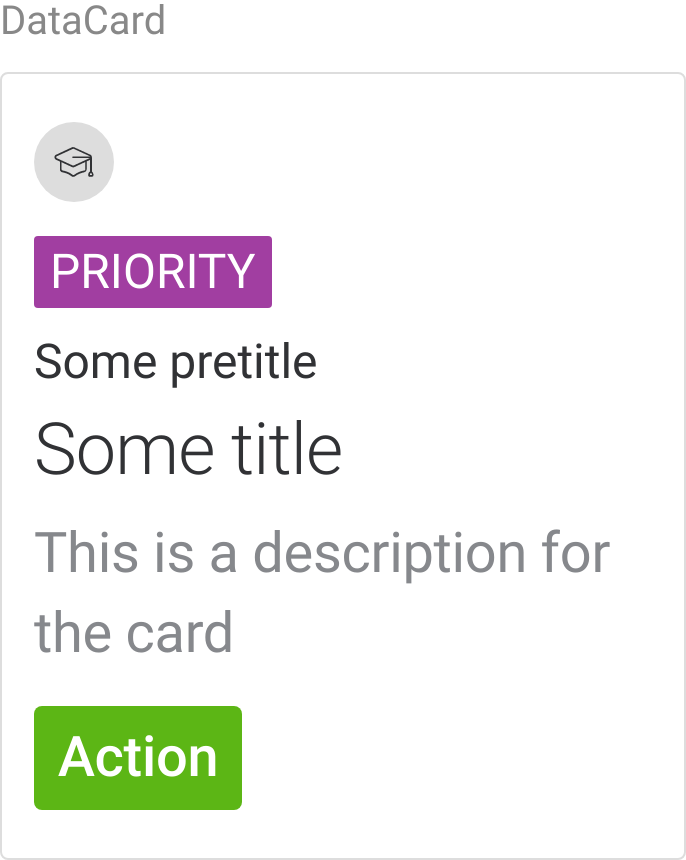 DataCard
PRIORITY
Some pretitle
Some title
This is a description for
the card
Action